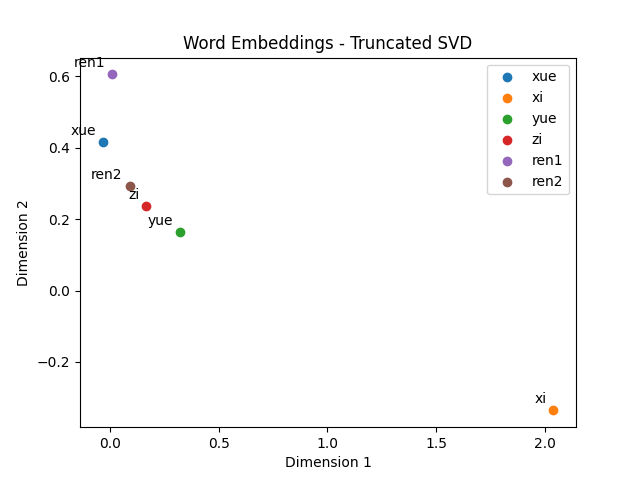 Word Embeddings - Truncated SVD
ren1
xue
ren2
zi
yue
xi
xue
xi
yue
zi
ren1
ren2
Dimension 2
0.6
0.4
0.2
0.0
−0.2
0.0 0.5 1.0 1.5 2.0
Dimension 1